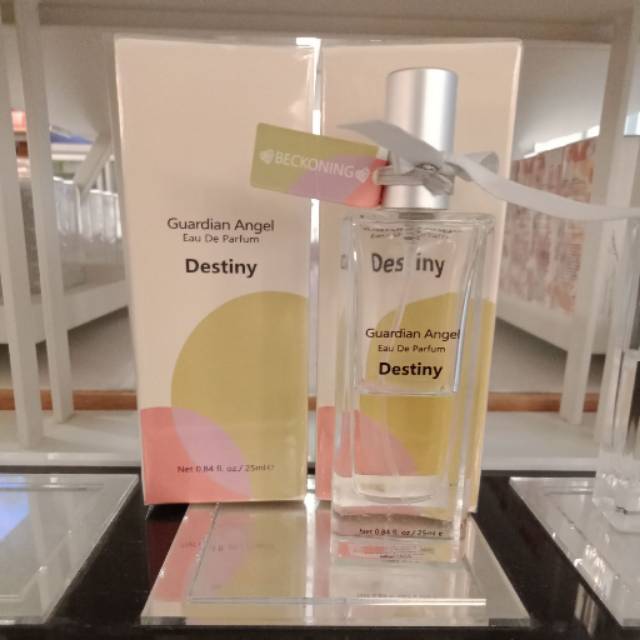 Guardian Angel
Eau De Parfum
Destiny
Net 0.84 fl. oz / 25ml e
BECKONING
Destiny
Guardian Angel
Eau De Parfum
Destiny
Net 0.84 fl. oz / 25ml e